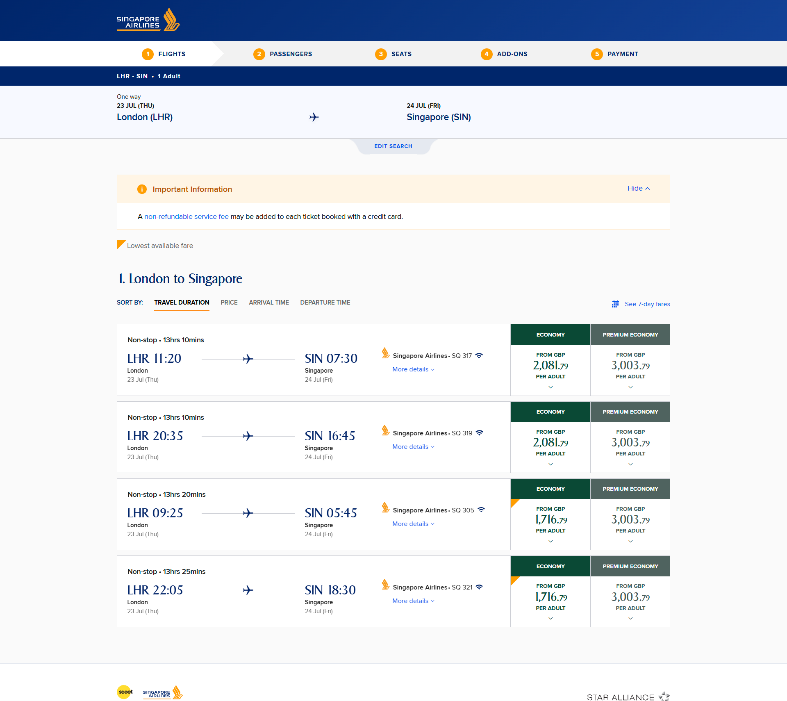 SINGAPORE
AIRLINES
1 FLIGHTS
2 PASSENGERS
3 SEATS
4 ADD-ONS
5 PAYMENT
LHR - SIN • 1 Adult
One way
23 JUL (THU)
London (LHR)
24 JUL (FRI)
Singapore (SIN)
EDIT SEARCH
Important Information
Hide
A non-refundable service fee may be added to each ticket booked with a credit card.
Lowest available fare
1. London to Singapore
SORT BY: TRAVEL DURATION PRICE ARRIVAL TIME DEPARTURE TIME
See 7-day fares
Non-stop • 13hrs 10mins
LHR 11:20
London
23 Jul (Thu)
SIN 07:30
Singapore
24 Jul (Fri)
Singapore Airlines • SQ 317
More details
ECONOMY
FROM GBP
2,081.79
PER ADULT
PREMIUM ECONOMY
FROM GBP
3,003.79
PER ADULT
Non-stop • 13hrs 10mins
LHR 20:35
London
23 Jul (Thu)
SIN 16:45
Singapore
24 Jul (Fri)
Singapore Airlines • SQ 319
More details
ECONOMY
FROM GBP
2,081.79
PER ADULT
PREMIUM ECONOMY
FROM GBP
3,003.79
PER ADULT
Non-stop • 13hrs 20mins
LHR 09:25
London
23 Jul (Thu)
SIN 05:45
Singapore
24 Jul (Fri)
Singapore Airlines • SQ 305
More details
ECONOMY
FROM GBP
1,716.79
PER ADULT
PREMIUM ECONOMY
FROM GBP
3,003.79
PER ADULT
Non-stop • 13hrs 25mins
LHR 22:05
London
23 Jul (Thu)
SIN 18:30
Singapore
24 Jul (Fri)
Singapore Airlines • SQ 321
More details
ECONOMY
FROM GBP
1,716.79
PER ADULT
PREMIUM ECONOMY
FROM GBP
3,003.79
PER ADULT
scoot
SINGAPORE
AIRLINES
STAR ALLIANCE